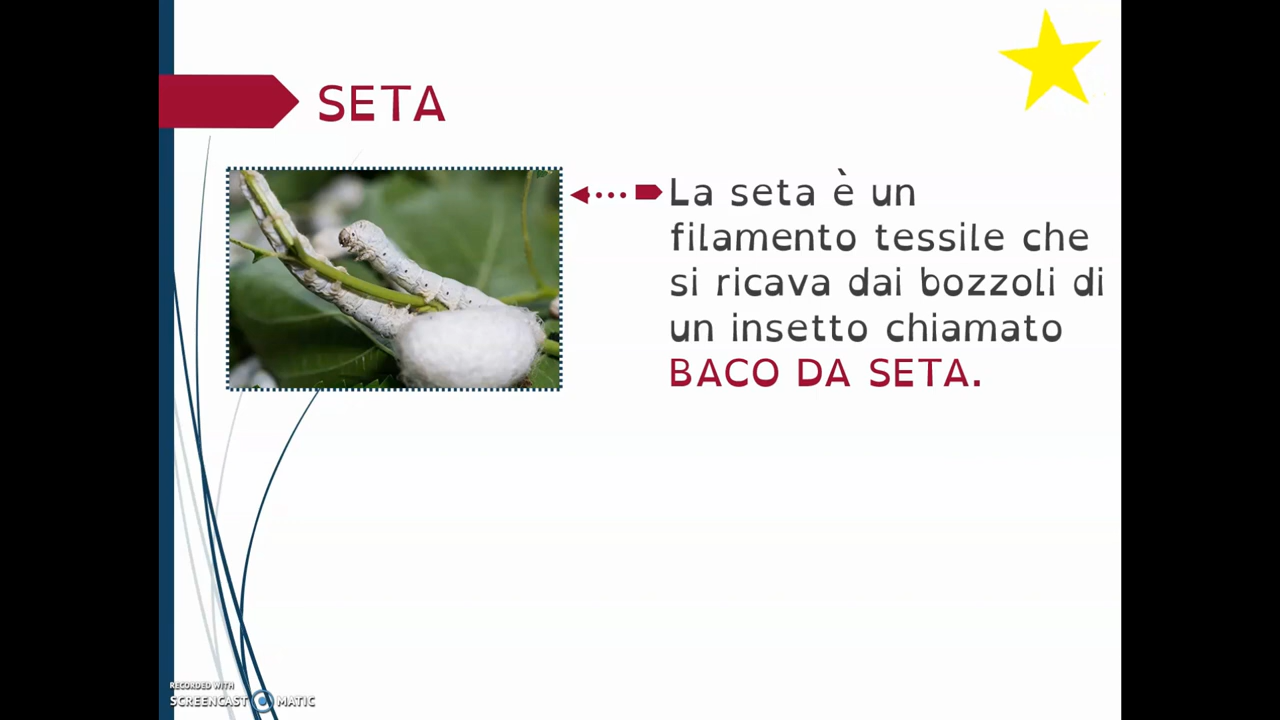 SETA
La seta è un
filamento tessile che
si ricava dai bozzoli di
un insetto chiamato
BACO DA SETA.
RECORDED WITH
SCREENCAST MATIC